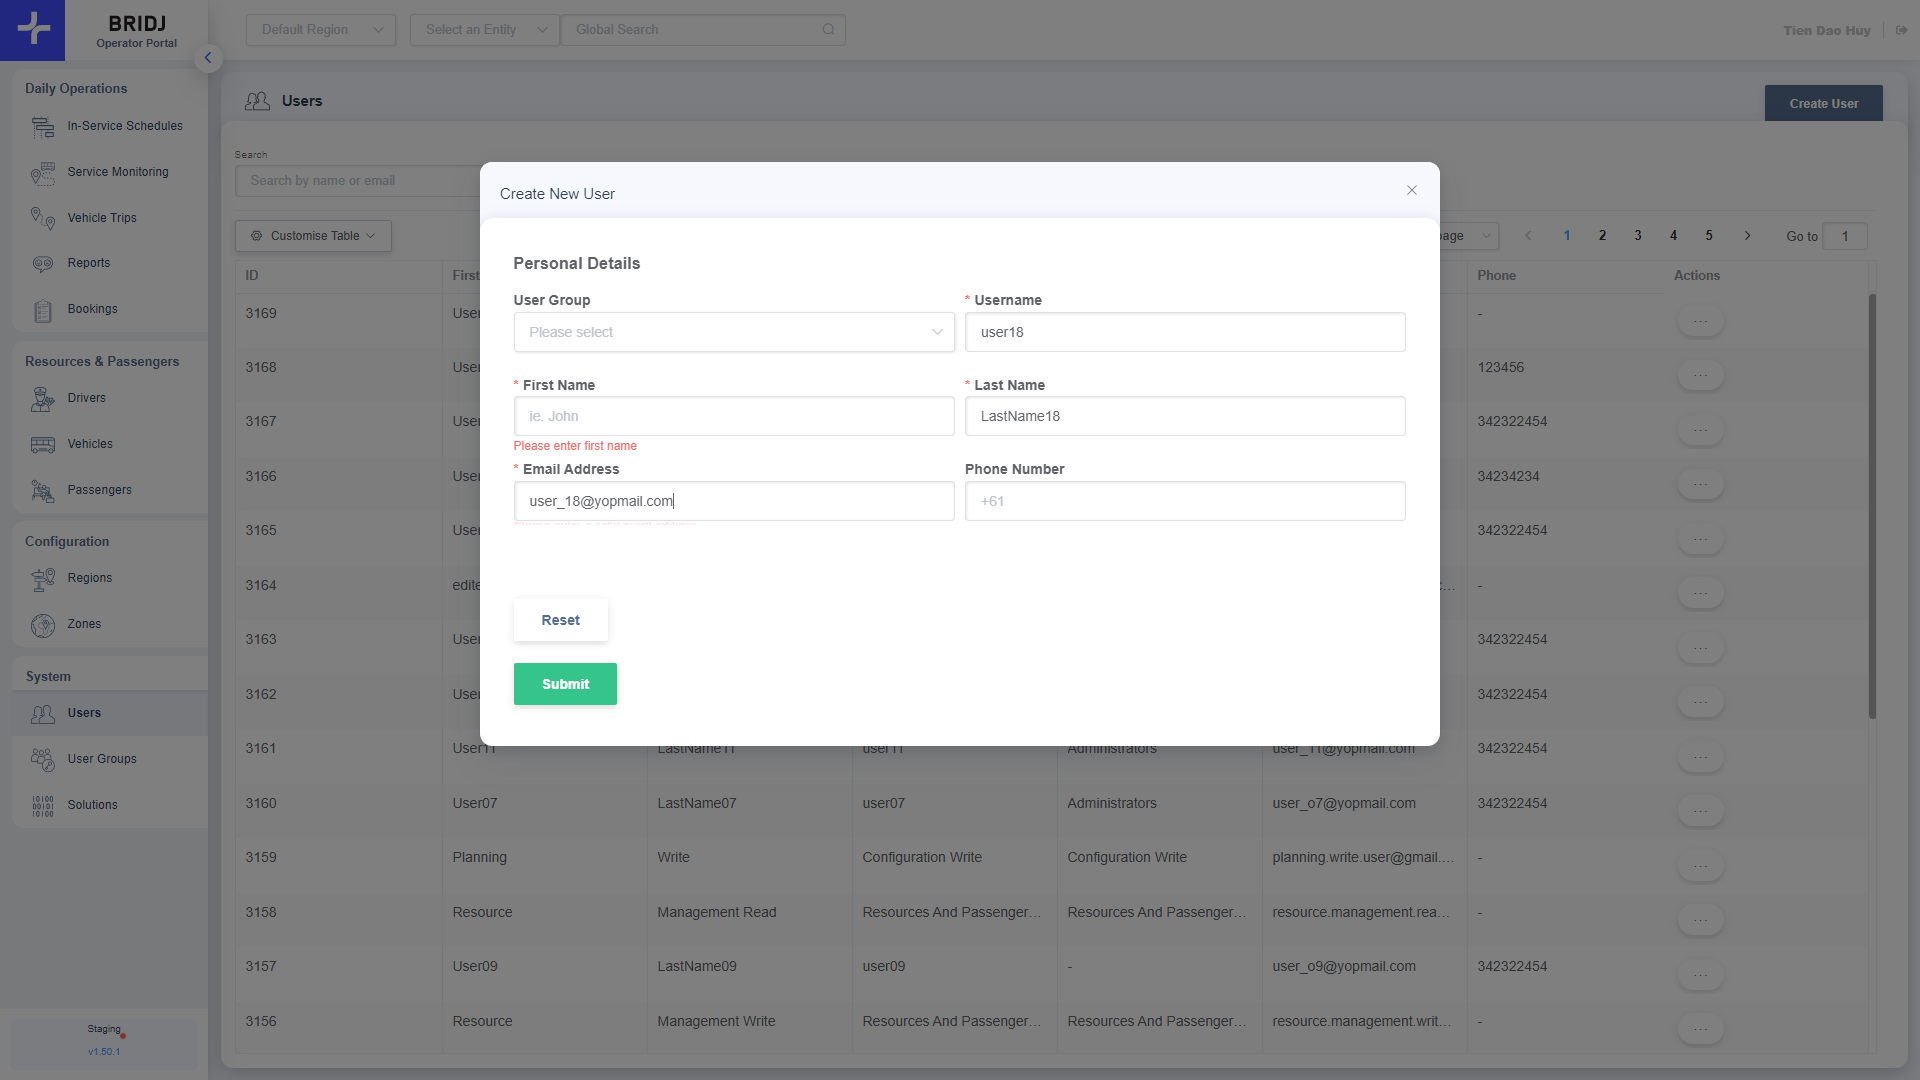 BRIDJ
Operator Portal
Default Region
Select an Entity
Global Search
Tien Dao Huy
Daily Operations
In-Service Schedules
Service Monitoring
Vehicle Trips
Reports
Bookings
Resources & Passengers
Drivers
Vehicles
Passengers
Configuration
Regions
Zones
System
Users
User Groups
Solutions
Staging
v1.50.1
Users
Create User
Search
Search by name or email
Customise Table
1 2 3 4 5
Go to 1
ID First Phone Actions
3169 User - ...
3168 User 123456 ...
3167 User 342322454 ...
3166 User 34234234 ...
3165 User 342322454 ...
3164 edite - ...
3163 User 342322454 ...
3162 User 342322454 ...
3161 User11 LastName11 user11 Administrators user_11@yopmail.com 342322454 ...
3160 User07 LastName07 user07 Administrators user_o7@yopmail.com 342322454 ...
3159 Planning Write Configuration Write Configuration Write planning.write.user@gmail.... - ...
3158 Resource Management Read Resources And Passenger... Resources And Passenger... resource.management.rea... - ...
3157 User09 LastName09 user09 - user_o9@yopmail.com 342322454 ...
3156 Resource Management Write Resources And Passenger... Resources And Passenger... resource.management.writ... - ...
Create New User
Personal Details
User Group
Please select
* Username
user18
* First Name
ie. John
Please enter first name
* Last Name
LastName18
* Email Address
user_18@yopmail.com
Phone Number
+61
Reset
Submit